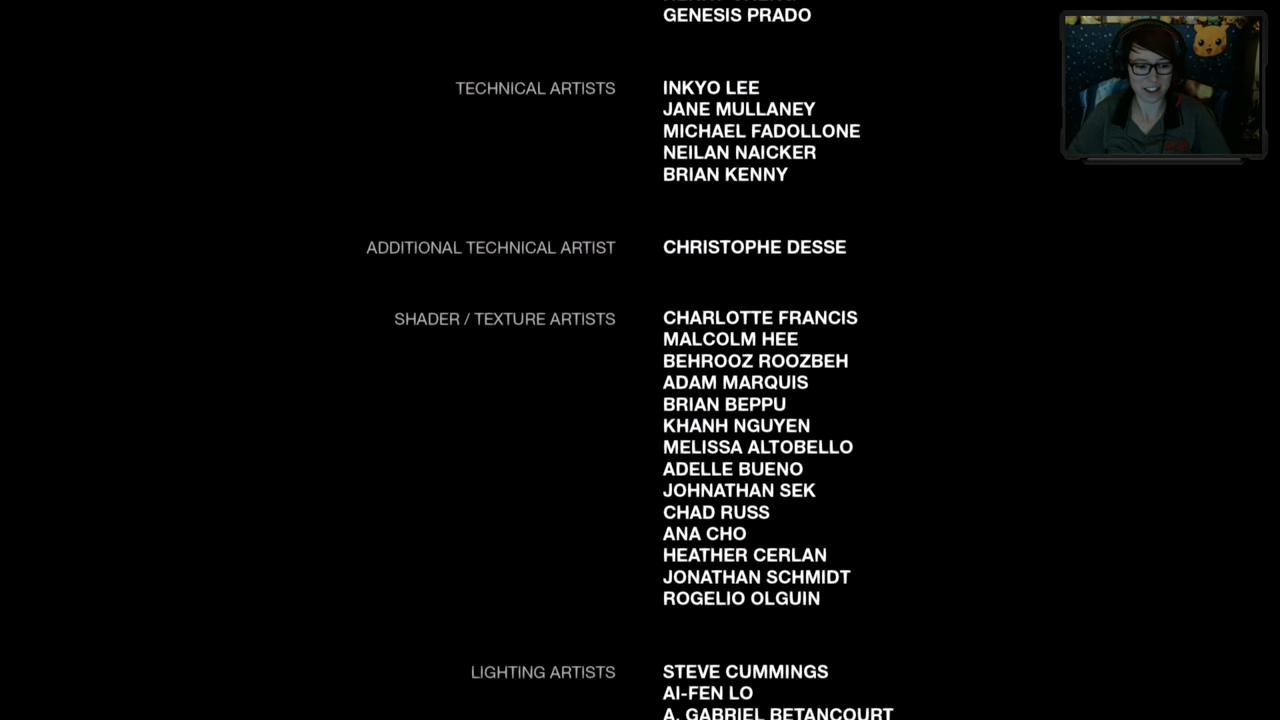 GENESIS PRADO
TECHNICAL ARTISTS INKYO LEE
JANE MULLANEY
MICHAEL FADOLLONE
NEILAN NAICKER
BRIAN KENNY
ADDITIONAL TECHNICAL ARTIST CHRISTOPHE DESSE
SHADER / TEXTURE ARTISTS CHARLOTTE FRANCIS
MALCOLM HEE
BEHROOZ ROOZBEH
ADAM MARQUIS
BRIAN BEPPU
KHANH NGUYEN
MELISSA ALTOBELLO
ADELLE BUENO
JOHNATHAN SEK
CHAD RUSS
ANA CHO
HEATHER CERLAN
JONATHAN SCHMIDT
ROGELIO OLGUIN
LIGHTING ARTISTS STEVE CUMMINGS
AI-FEN LO
A. GABRIEL BETANCOURT